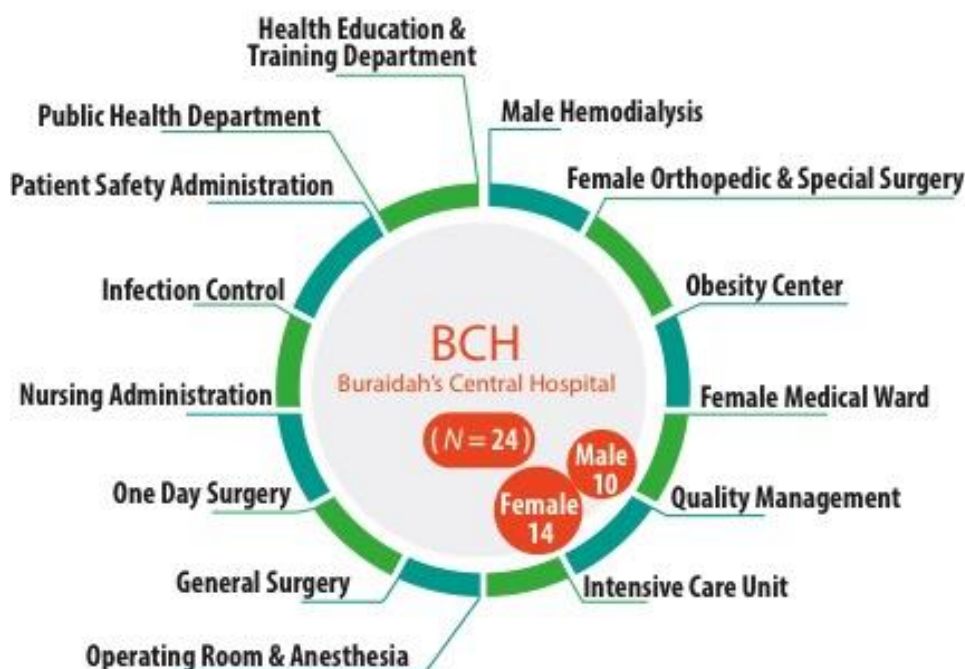 Health Education &
Training Department
Public Health Department
Male Hemodialysis
Patient Safety Administration
Female Orthopedic & Special Surgery
Infection Control
Obesity Center
BCH
Buraidah's Central Hospital
Nursing Administration
Female Medical Ward
(N = 24)
Male
10
Female
14
One Day Surgery
Quality Management
General Surgery
Intensive Care Unit
Operating Room & Anesthesia